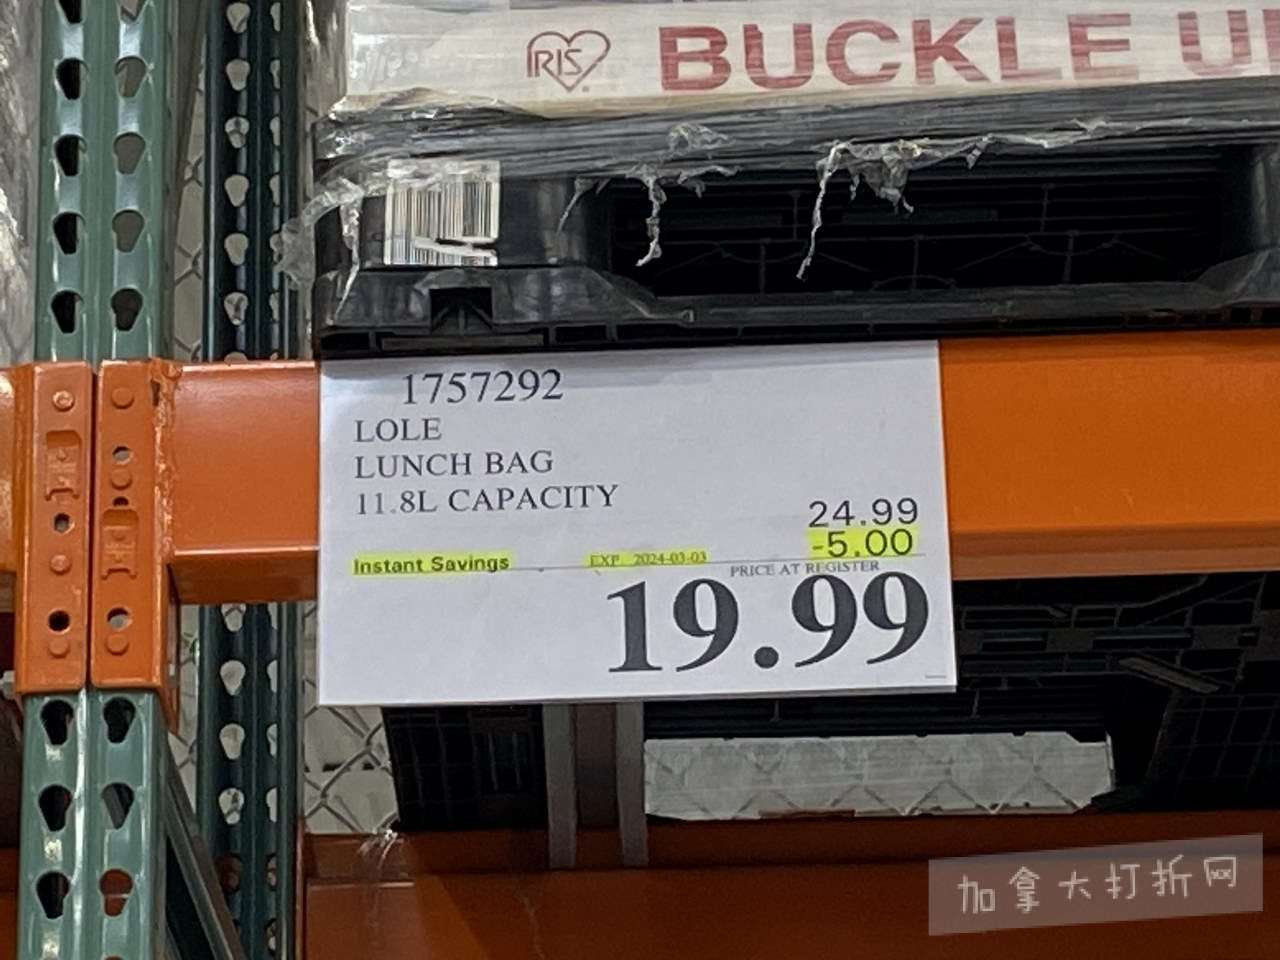 IRIS
BUCKLE U
1757292
LOLE
LUNCH BAG
11.8L CAPACITY
24.99
-5.00
Instant Savings EXP. 2024-03-03
PRICE AT REGISTER
19.99
加拿大打折网